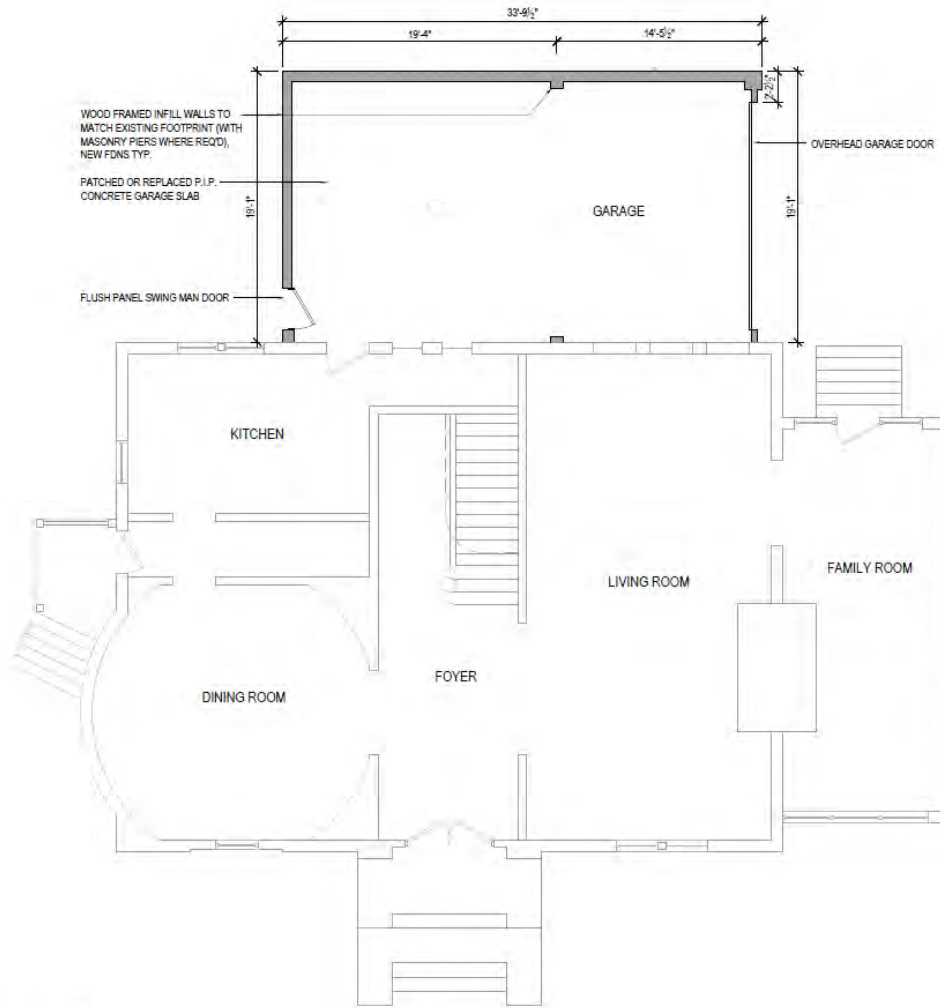 33'-9½"
19'-4"
14'-5½"
2'-2½"
WOOD FRAMED INFILL WALLS TO
MATCH EXISTING FOOTPRINT (WITH
MASONRY PIERS WHERE REQ'D),
NEW FDNS TYP.
OVERHEAD GARAGE DOOR
PATCHED OR REPLACED P.I.P.
CONCRETE GARAGE SLAB
19'-1"
GARAGE
19'-1"
FLUSH PANEL SWING MAN DOOR
KITCHEN
LIVING ROOM
FAMILY ROOM
FOYER
DINING ROOM